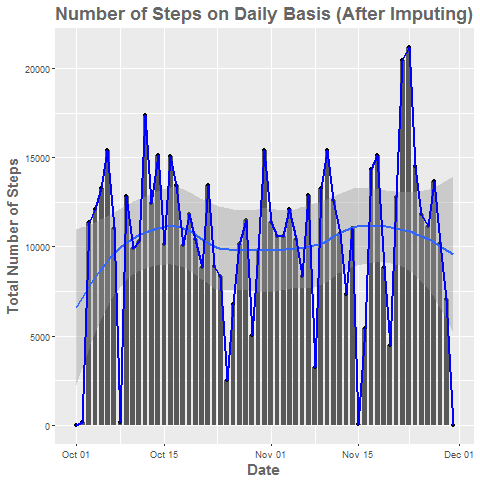 Number of Steps on Daily Basis (After Imputing)
Total Number of Steps
20000
15000
10000
5000
0
Oct 01 Oct 15 Nov 01 Nov 15 Dec 01
Date